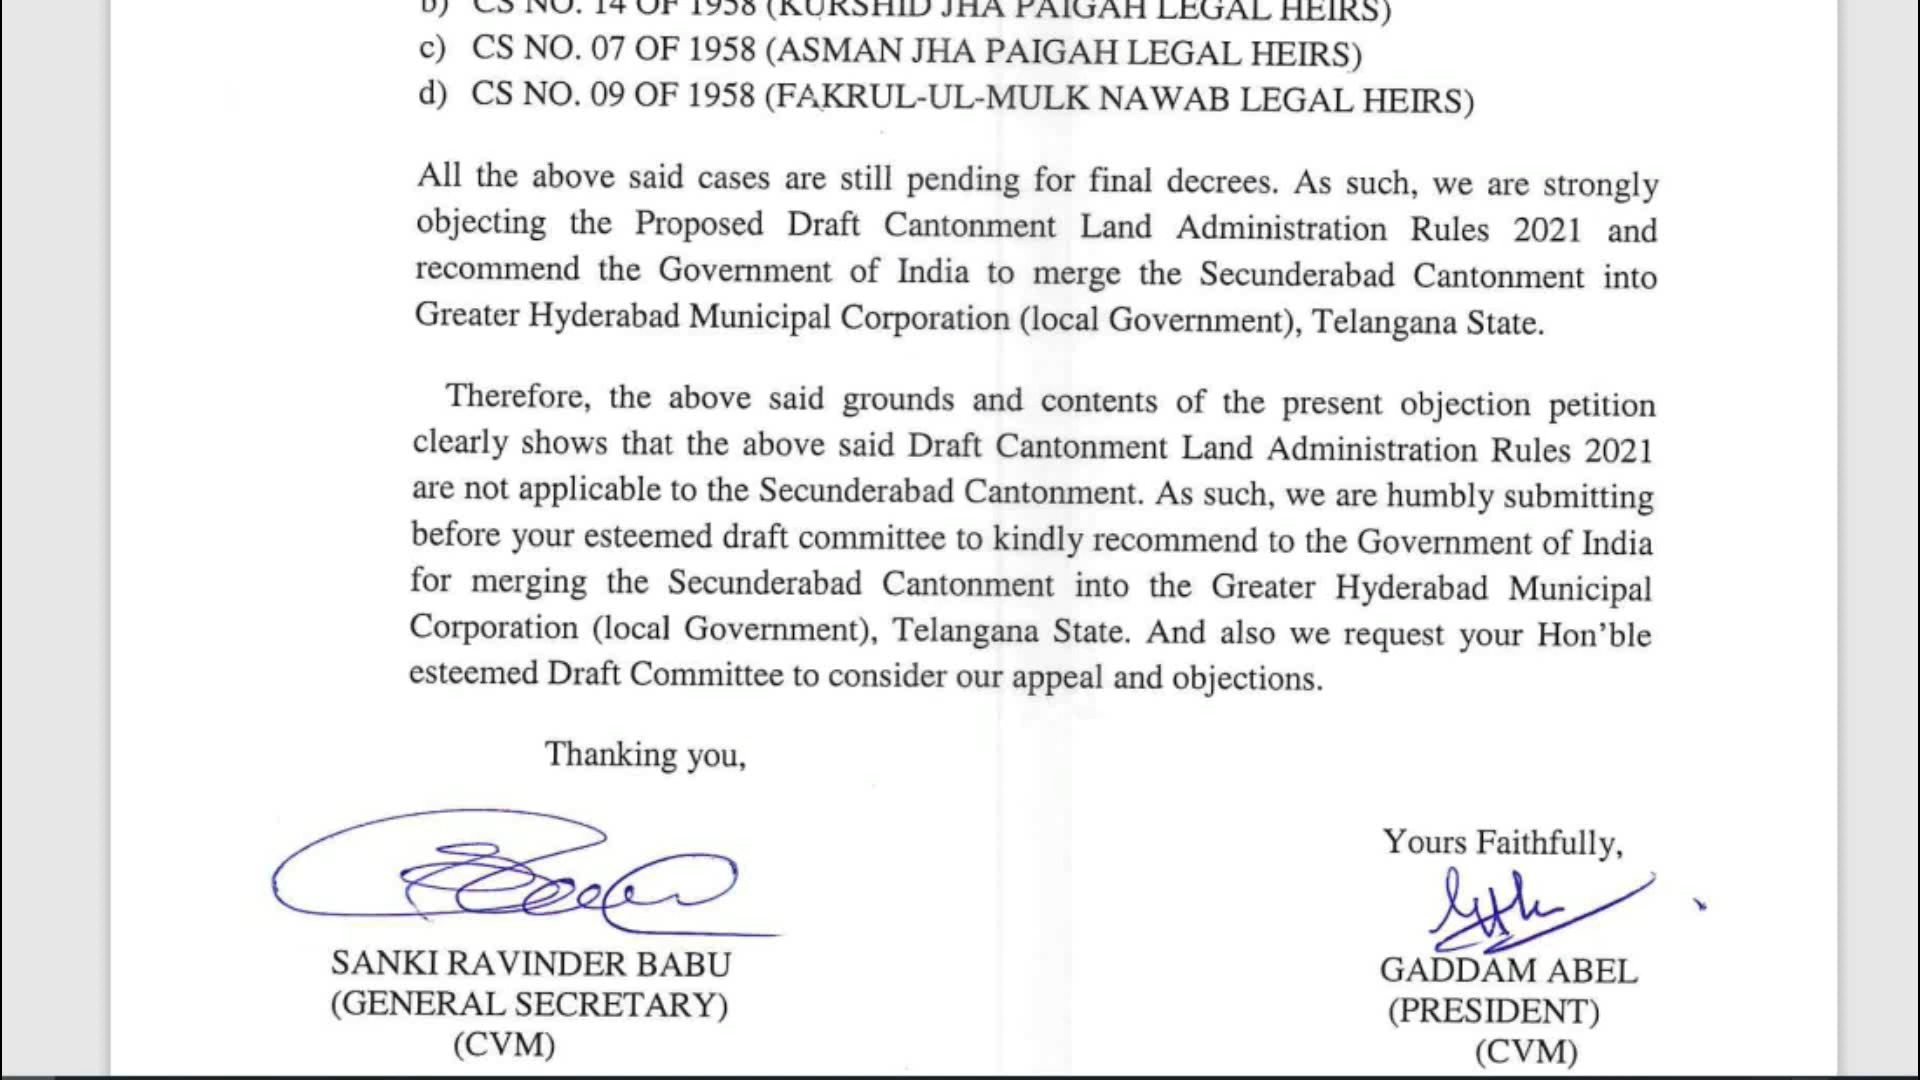 b) CS NO. 14 OF 1958 (KURSHID JHA PAIGAH LEGAL HEIRS)
c) CS NO. 07 OF 1958 (ASMAN JHA PAIGAH LEGAL HEIRS)
d) CS NO. 09 OF 1958 (FAKRUL-UL-MULK NAWAB LEGAL HEIRS)
All the above said cases are still pending for final decrees. As such, we are strongly
objecting the Proposed Draft Cantonment Land Administration Rules 2021 and
recommend the Government of India to merge the Secunderabad Cantonment into
Greater Hyderabad Municipal Corporation (local Government), Telangana State.
Therefore, the above said grounds and contents of the present objection petition
clearly shows that the above said Draft Cantonment Land Administration Rules 2021
are not applicable to the Secunderabad Cantonment. As such, we are humbly submitting
before your esteemed draft committee to kindly recommend to the Government of India
for merging the Secunderabad Cantonment into the Greater Hyderabad Municipal
Corporation (local Government), Telangana State. And also we request your Hon’ble
esteemed Draft Committee to consider our appeal and objections.
Thanking you,
Yours Faithfully,
SANKI RAVINDER BABU
(GENERAL SECRETARY)
(CVM)
GADDAM ABEL
(PRESIDENT)
(CVM)